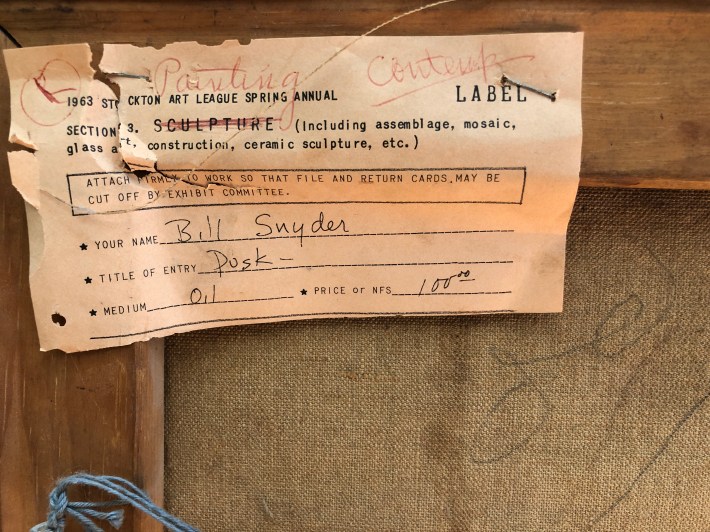 Painting Contemp
1963 STOCKTON ART LEAGUE SPRING ANNUAL LABEL
SECTION 3. SCULPTURE (Including assemblage, mosaic,
glass art, construction, ceramic sculpture, etc.)
ATTACH FIRMLY TO WORK SO THAT FILE AND RETURN CARDS MAY BE
CUT OFF BY EXHIBIT COMMITTEE.
★ YOUR NAME Bill Snyder
★ TITLE OF ENTRY Dusk –
★ MEDIUM Oil ★ PRICE or NFS 100⁰⁰